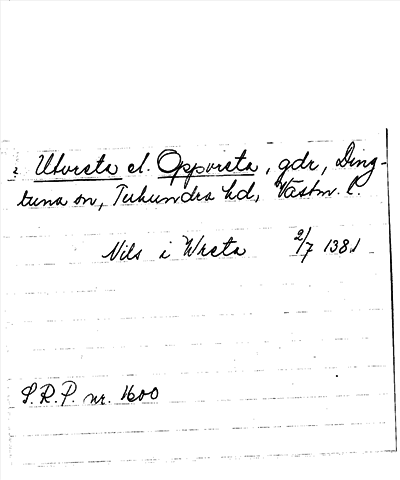 : Utvreta el. Oppvreta, gdr, Ding-
tuna sn, Tuhundra hd, Västm. l.
Nils i Wreta 2/7 1381
S.R.P. nr. 1600